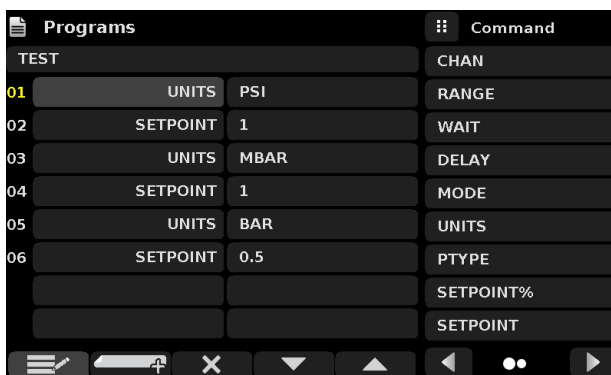 Programs
TEST
01 UNITS PSI
02 SETPOINT 1
03 UNITS MBAR
04 SETPOINT 1
05 UNITS BAR
06 SETPOINT 0.5
Command
CHAN
RANGE
WAIT
DELAY
MODE
UNITS
PTYPE
SETPOINT%
SETPOINT